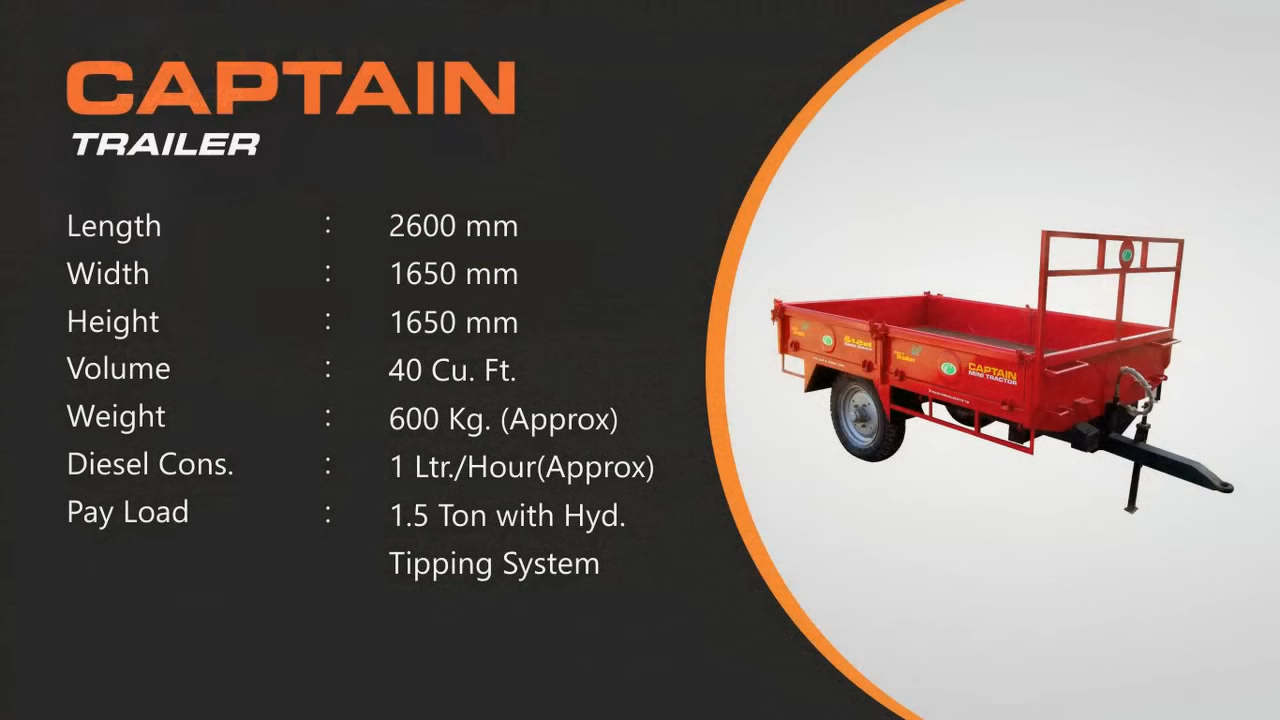 CAPTAIN
TRAILER
Length : 2600 mm
Width : 1650 mm
Height : 1650 mm
Volume : 40 Cu. Ft.
Weight : 600 Kg. (Approx)
Diesel Cons. : 1 Ltr./Hour(Approx)
Pay Load : 1.5 Ton with Hyd.
Tipping System
CAPTAIN
MINI TRACTOR